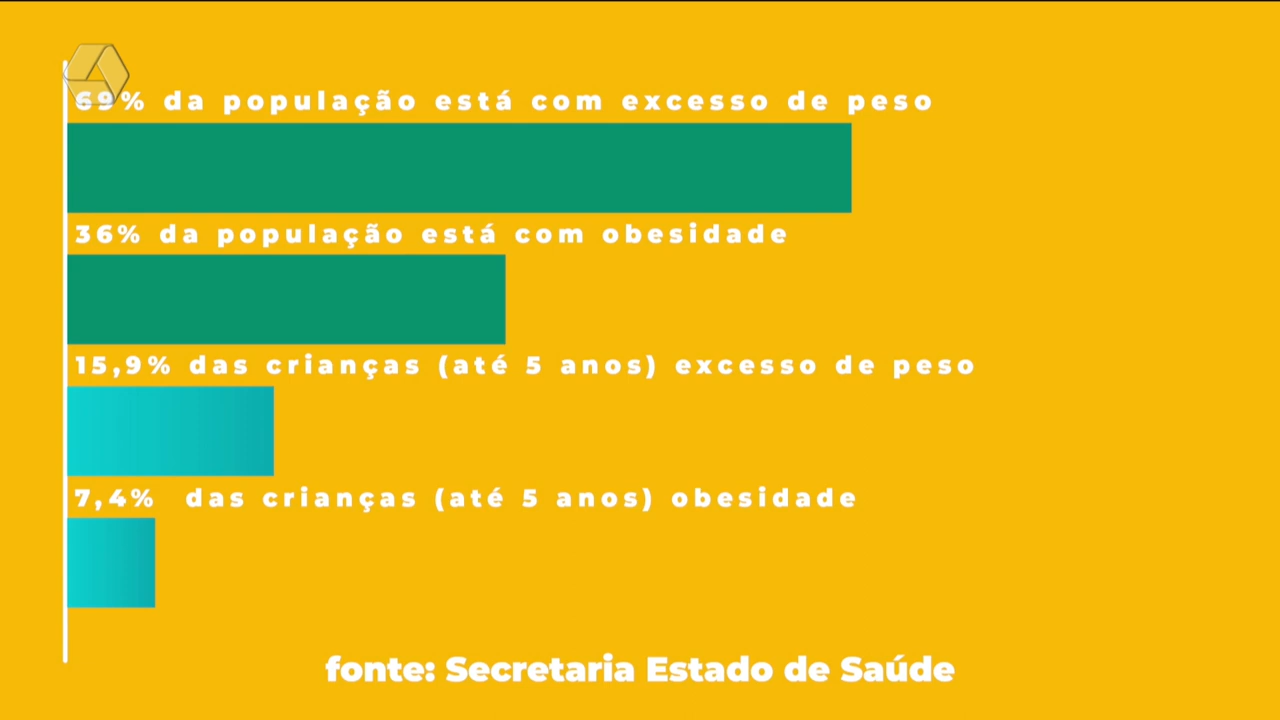 69% da população está com excesso de peso
36% da população está com obesidade
15,9% das crianças (até 5 anos) excesso de peso
7,4% das crianças (até 5 anos) obesidade
fonte: Secretaria Estado de Saúde